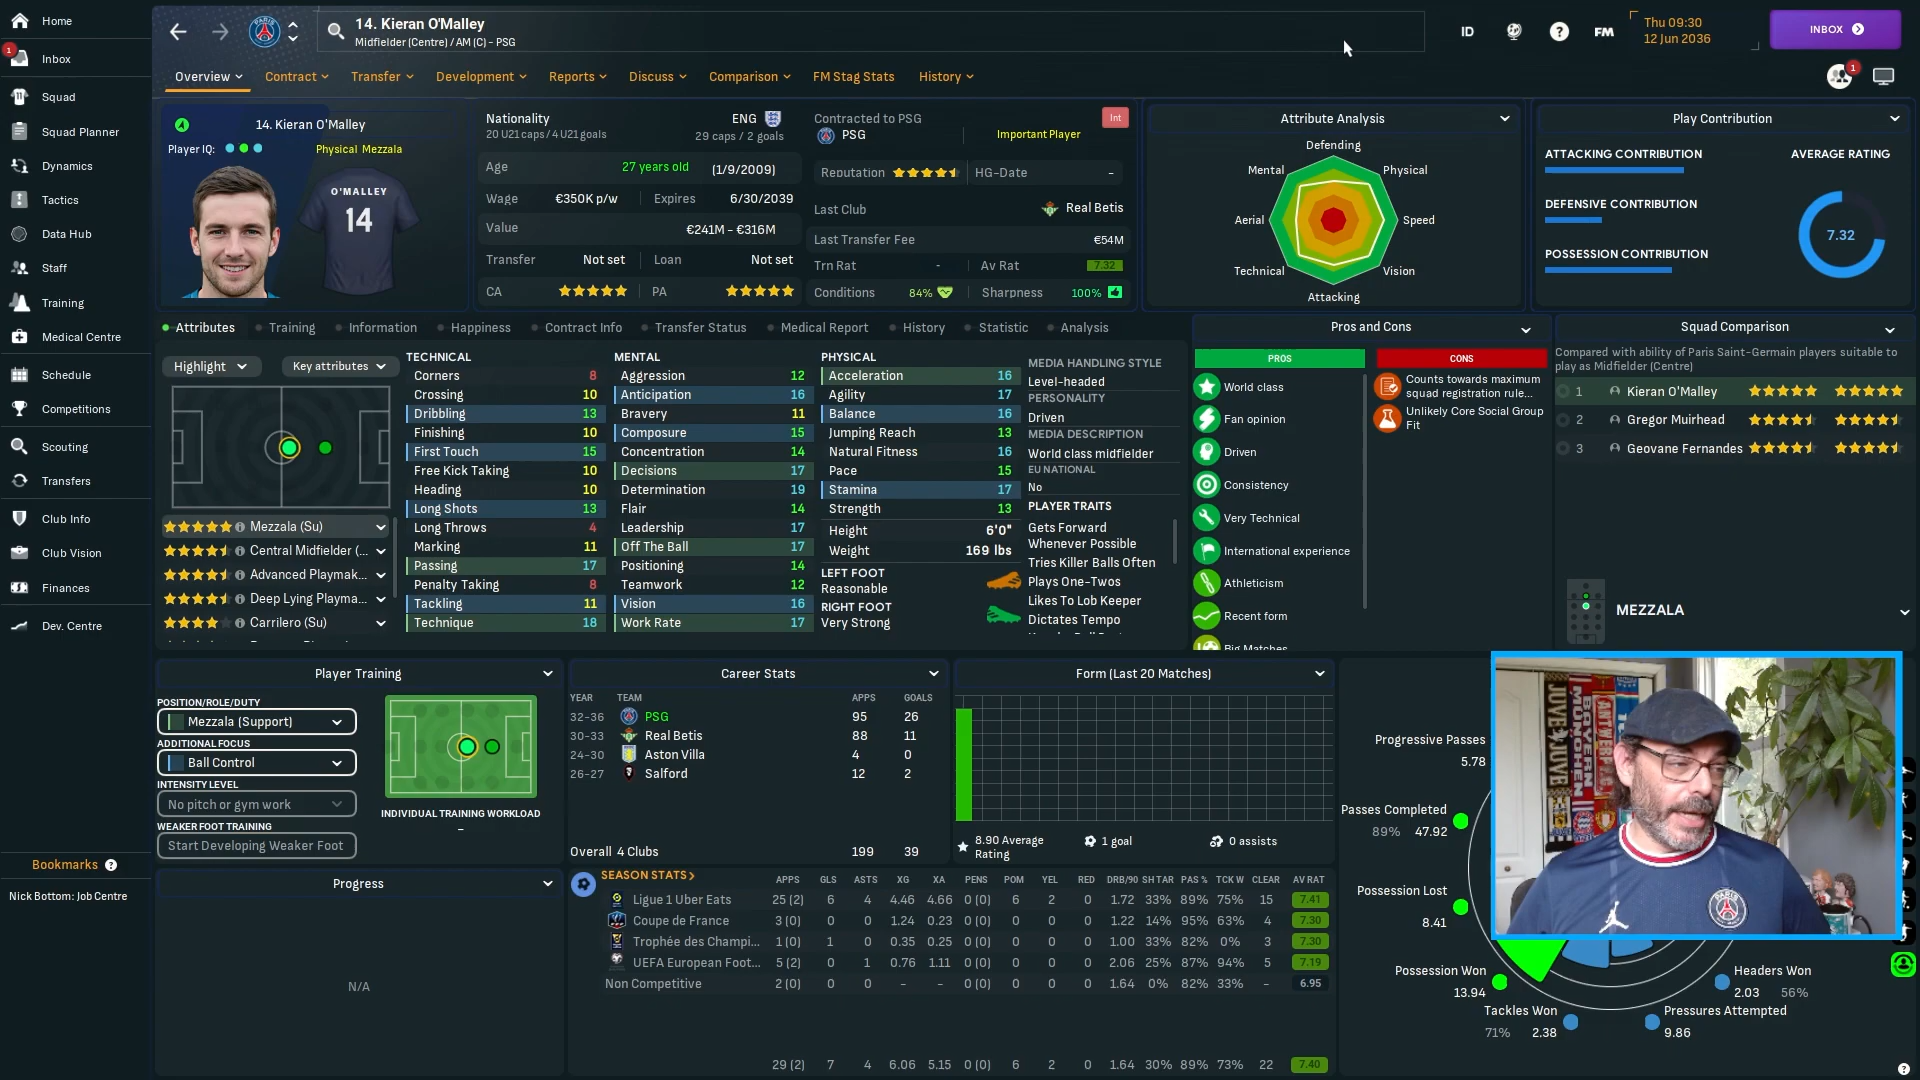 Home
1
Inbox
Squad
Squad Planner
Dynamics
Tactics
Data Hub
Staff
Training
Medical Centre
Schedule
Competitions
Scouting
Transfers
Club Info
Club Vision
Finances
Dev. Centre
Bookmarks ?
Nick Bottom: Job Centre
14. Kieran O'Malley
Midfielder (Centre) / AM (C) - PSG
ID
?
FM
Thu 09:30
12 Jun 2036
INBOX
Overview
Contract
Transfer
Development
Reports
Discuss
Comparison
FM Stag Stats
History
1
14. Kieran O'Malley
Player IQ:
Physical Mezzala
O'MALLEY
14
Nationality
20 U21 caps / 4 U21 goals
ENG
29 caps / 2 goals
Age 27 years old (1/9/2009)
Wage €350K p/w Expires 6/30/2039
Value €241M - €316M
Transfer Not set Loan Not set
CA PA
Contracted to PSG
PSG
Important Player
Int
Reputation HG-Date -
Last Club Real Betis
Last Transfer Fee €54M
Trn Rat - Av Rat 7.32
Conditions 84% Sharpness 100%
Attribute Analysis
Defending
Mental
Physical
Aerial
Speed
Technical
Vision
Attacking
Play Contribution
ATTACKING CONTRIBUTION
DEFENSIVE CONTRIBUTION
POSSESSION CONTRIBUTION
AVERAGE RATING
7.32
Attributes
Training
Information
Happiness
Contract Info
Transfer Status
Medical Report
History
Statistic
Analysis
Highlight
Key attributes
Mezzala (Su)
Central Midfielder (...
Advanced Playmak...
Deep Lying Playma...
Carrilero (Su)
TECHNICAL
Corners 8
Crossing 10
Dribbling 13
Finishing 10
First Touch 15
Free Kick Taking 10
Heading 10
Long Shots 13
Long Throws 4
Marking 11
Passing 17
Penalty Taking 8
Tackling 11
Technique 18
MENTAL
Aggression 12
Anticipation 16
Bravery 11
Composure 15
Concentration 14
Decisions 17
Determination 19
Flair 14
Leadership 17
Off The Ball 17
Positioning 14
Teamwork 12
Vision 16
Work Rate 17
PHYSICAL
Acceleration 16
Agility 17
Balance 16
Jumping Reach 13
Natural Fitness 16
Pace 15
Stamina 17
Strength 13
Height 6'0"
Weight 169 lbs
LEFT FOOT
Reasonable
RIGHT FOOT
Very Strong
MEDIA HANDLING STYLE
Level-headed
PERSONALITY
Driven
MEDIA DESCRIPTION
World class midfielder
EU NATIONAL
No
PLAYER TRAITS
Gets Forward
Whenever Possible
Tries Killer Balls Often
Plays One-Twos
Likes To Lob Keeper
Dictates Tempo
Pros and Cons
PROS
World class
Fan opinion
Driven
Consistency
Very Technical
International experience
Athleticism
Recent form
Big Matches
CONS
Counts towards maximum
squad registration rule...
Unlikely Core Social Group
Fit
Squad Comparison
Compared with ability of Paris Saint-Germain players suitable to
play as Midfielder (Centre)
1 Kieran O'Malley
2 Gregor Muirhead
3 Geovane Fernandes
MEZZALA
Player Training
POSITION/ROLE/DUTY
Mezzala (Support)
ADDITIONAL FOCUS
Ball Control
INTENSITY LEVEL
No pitch or gym work
WEAKER FOOT TRAINING
Start Developing Weaker Foot
INDIVIDUAL TRAINING WORKLOAD
-
Career Stats
YEAR TEAM APPS GOALS
32-36 PSG 95 26
30-33 Real Betis 88 11
24-30 Aston Villa 4 0
26-27 Salford 12 2
Overall 4 Clubs 199 39
Form (Last 20 Matches)
8.90 Average
Rating
1 goal
0 assists
Progress
N/A
SEASON STATS APPS GLS ASTS XG XA PENS POM YEL RED DRB/90 SH TAR PAS % TCK W CLEAR AV RAT
Ligue 1 Uber Eats 25 (2) 6 4 4.46 4.66 0 (0) 6 2 0 1.72 33% 89% 75% 15 7.41
Coupe de France 3 (0) 0 0 1.24 0.23 0 (0) 0 0 0 1.22 14% 95% 63% 4 7.30
Trophée des Champi... 1 (0) 1 0 0.35 0.25 0 (0) 0 0 0 1.00 33% 82% 0% 3 7.30
UEFA European Foot... 5 (2) 0 1 0.76 1.11 0 (0) 0 0 0 2.06 25% 87% 94% 5 7.19
Non Competitive 2 (0) 0 0 - - 0 (0) 0 0 0 1.64 0% 82% 33% - 6.95
29 (2) 7 4 6.06 5.15 0 (0) 6 2 0 1.64 30% 89% 73% 22 7.40
Progressive Passes
5.78
Passes Completed
89% 47.92
Possession Lost
8.41
Possession Won
13.94
Tackles Won
71% 2.38
Headers Won
2.03 56%
Pressures Attempted
9.86
JUVE
BAYERN
MÜNCHEN
ANTWERP
PARIS
?